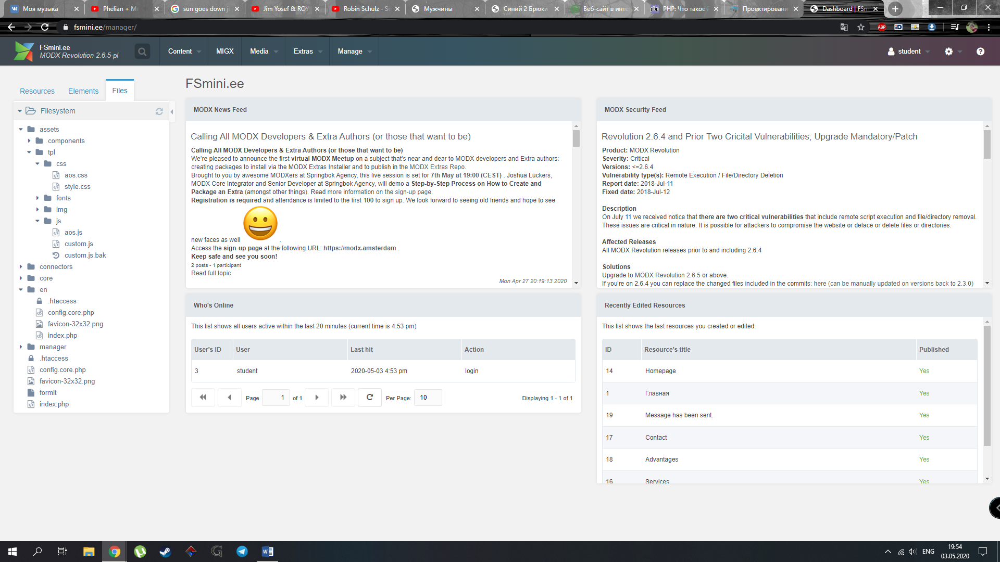 Моя музыка
Phelian + Me
sun goes down j
Jim Yosef & ROY
Robin Schulz - Su
Мужчины
Синий 2 Брюки
Веб-сайт в инте
PHP: Что такое
Проектировани
Dashboard | FSm
fsmini.ee/manager/
ABP
FSmini.ee
MODX Revolution 2.6.5-pl
Content
MIGX
Media
Extras
Manage
student
Resources
Elements
Files
Filesystem
assets
components
tpl
css
aos.css
style.css
fonts
img
js
aos.js
custom.js
custom.js.bak
connectors
core
en
.htaccess
config.core.php
favicon-32x32.png
index.php
manager
.htaccess
config.core.php
favicon-32x32.png
formit
index.php
FSmini.ee
MODX News Feed
Calling All MODX Developers & Extra Authors (or those that want to be)
Calling All MODX Developers & Extra Authors (or those that want to be)
We're pleased to announce the first virtual MODX Meetup on a subject that's near and dear to MODX developers and Extra authors:
creating packages to install via the MODX Extras Installer and to publish in the MODX Extras Repo.
Brought to you by awesome MODXers at Springbok Agency, this live session is set for 7th May at 19:00 (CEST) . Joshua Lückers,
MODX Core Integrator and Senior Developer at Springbok Agency, will demo a Step-by-Step Process on How to Create and
Package an Extra (amongst other things). Read more information on the sign-up page.
Registration is required and attendance is limited to the first 100 to sign up. We look forward to seeing old friends and hope to see
new faces as well .
Access the sign-up page at the following URL: https://modx.amsterdam .
Keep safe and see you soon!
2 posts - 1 participant
Read full topic
Mon Apr 27 20:19:13 2020
MODX Security Feed
Revolution 2.6.4 and Prior Two Cricital Vulnerabilities; Upgrade Mandatory/Patch
Product: MODX Revolution
Severity: Critical
Versions: <=2.6.4
Vulnerability type(s): Remote Execution / File/Directory Deletion
Report date: 2018-Jul-11
Fixed date: 2018-Jul-12
Description
On July 11 we received notice that there are two critical vulnerabilities that include remote script execution and file/directory removal.
These issues are critical in nature. It is possible for attackers to compromise the website or deface or delete files or directories.
Affected Releases
All MODX Revolution releases prior to and including 2.6.4
Solutions
Upgrade to MODX Revolution 2.6.5 or above.
If you're on 2.6.4 you can replace the changed files included in the commits: here (can be manually updated on versions back to 2.3.0)
Who's Online
This list shows all users active within the last 20 minutes (current time is 4:53 pm)
User's ID User Last hit Action
3 student 2020-05-03 4:53 pm login
Page 1 of 1 Per Page: 10 Displaying 1 - 1 of 1
Recently Edited Resources
This list shows the last resources you created or edited:
ID Resource's title Published
14 Homepage Yes
1 Главная Yes
19 Message has been sent. Yes
17 Contact Yes
18 Advantages Yes
16 Services Yes
ENG
19:54
03.05.2020